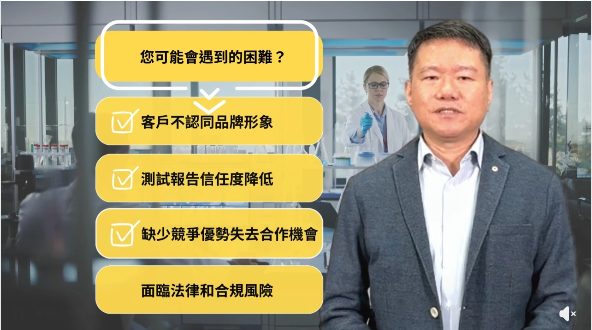 您可能會遇到的困難？
客戶不認同品牌形象
測試報告信任度降低
缺少競爭優勢失去合作機會
面臨法律和合規風險